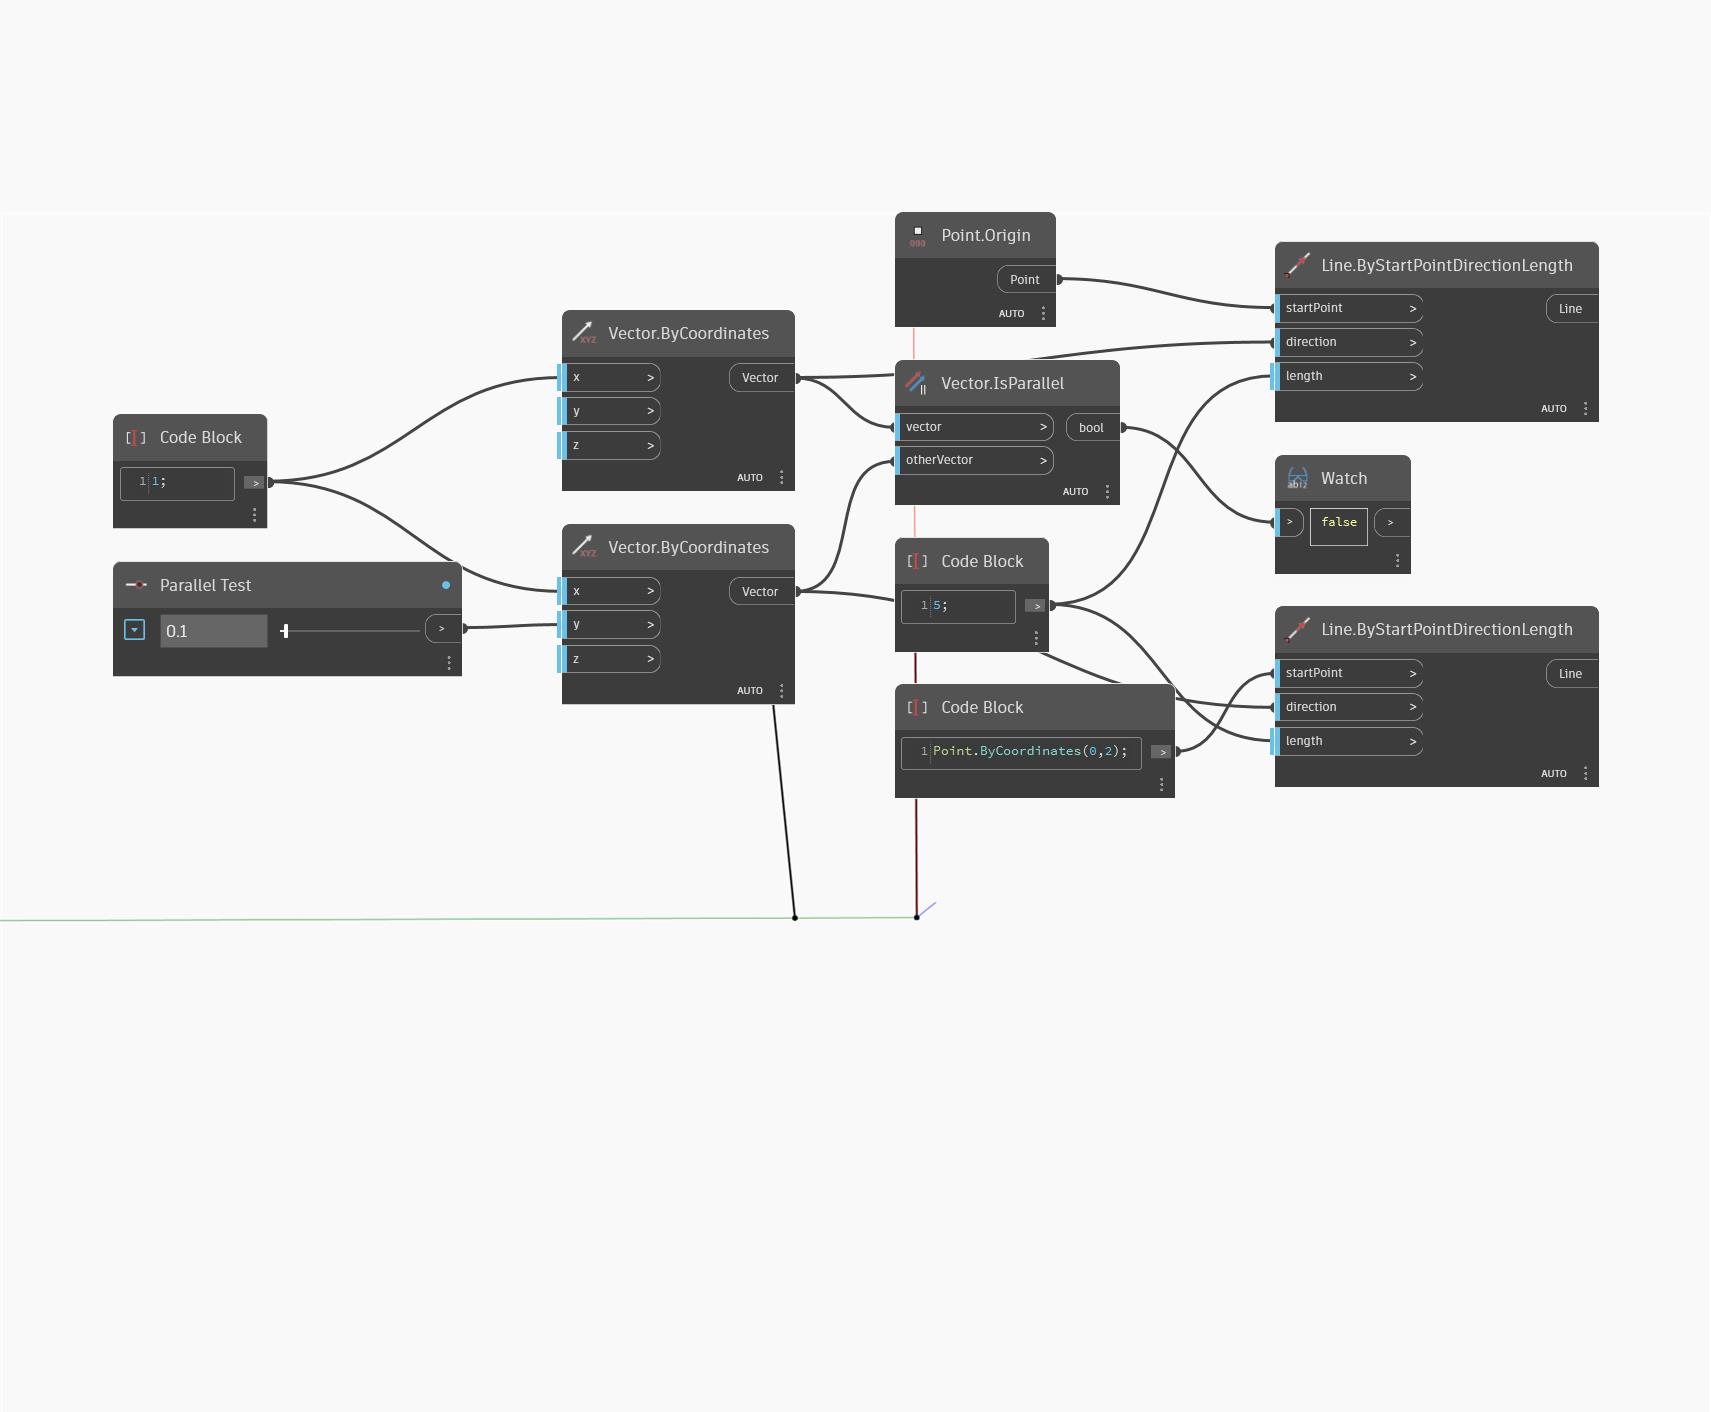 Point.Origin
Point
AUTO
Line.ByStartPointDirectionLength
startPoint >
Line
direction >
length >
AUTO
Vector.ByCoordinates
XYZ
x >
Vector
y >
z >
AUTO
Vector.IsParallel
vector >
bool
otherVector >
AUTO
Code Block
1 1;
>
Watch
>
false
>
Vector.ByCoordinates
XYZ
x >
Vector
y >
z >
AUTO
Code Block
1 5;
>
Parallel Test
0.1
>
Line.ByStartPointDirectionLength
startPoint >
Line
direction >
length >
AUTO
Code Block
1 Point.ByCoordinates(0,2);
>